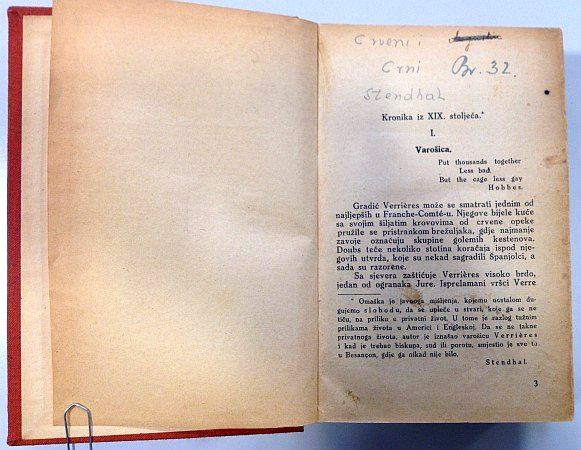 Crveni i
Crni Br. 32.
Stendhal
Kronika iz XIX. stoljeća.*
I.
Varošica.
Put thousands together
Less bad.
But the cage less gay
Hobbes.
Gradić Verrières može se smatrati jednim od
najljepših u Franche-Comté-u. Njegove bijele kuće
sa svojim šiljatim krovovima od crvene opeke
pružile se pristrankom brežuljaka, gdje najmanje
zavoje označuju skupine golemih kestenova.
Doubs teče nekoliko stotina koračaja ispod nje-
govih utvrda, koje su nekad sagradili Španjolci, a
sada su razorene.
Sa sjevera zaštićuje Verrières visoko brdo,
jedan od ogranaka Jure. Isprelamani vršci Verre
* Omaška je javnoga mišljenja, kojemu uostalom du-
gujemo slobodu, da se upleće u stvari, koje ga se ne
tiču, na priliku u privatni život. U tome je razlog tužnim
prilikama života u Americi i Engleskoj. Da se ne takne
privatnoga života, autor je iznašao varošicu Verrières
i kad je trebao biskupa, sud ili porotu, smjestio je sve to
u Besançon, gdje ga nikad nije bilo.
Stendhal.
3